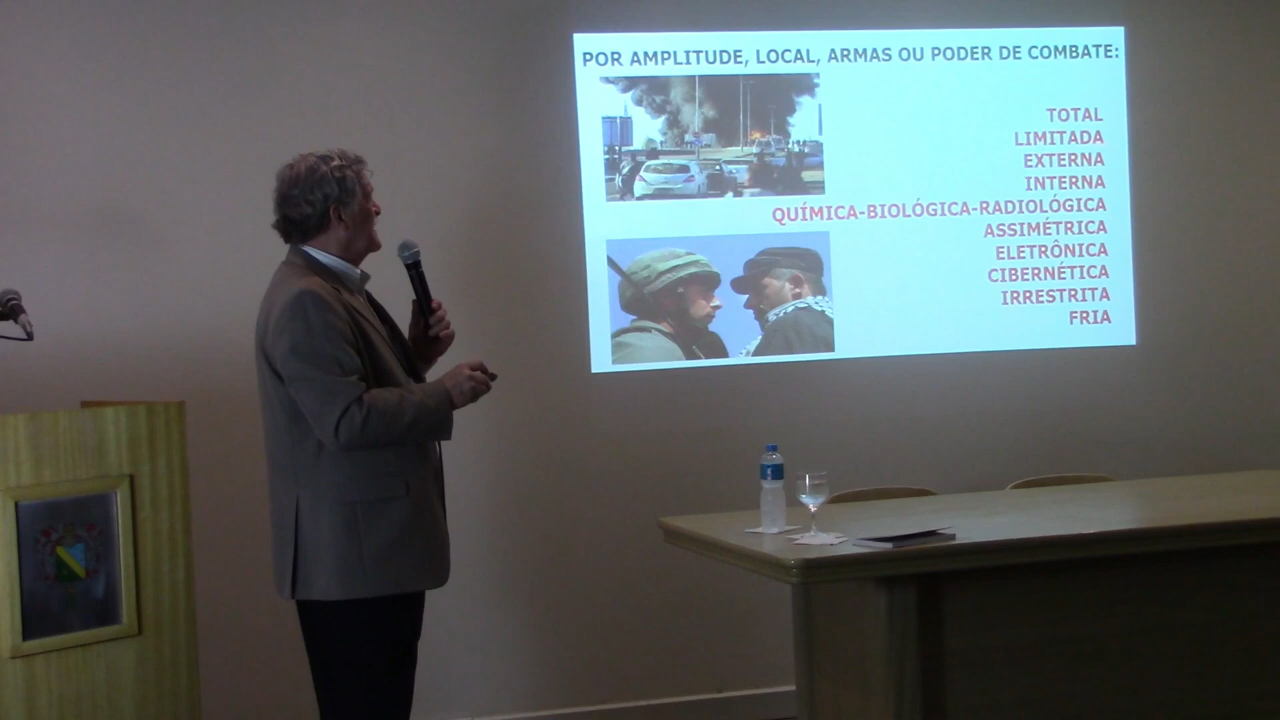 POR AMPLITUDE, LOCAL, ARMAS OU PODER DE COMBATE:
TOTAL
LIMITADA
EXTERNA
INTERNA
QUÍMICA-BIOLÓGICA-RADIOLÓGICA
ASSIMÉTRICA
ELETRÔNICA
CIBERNÉTICA
IRRESTRITA
FRIA